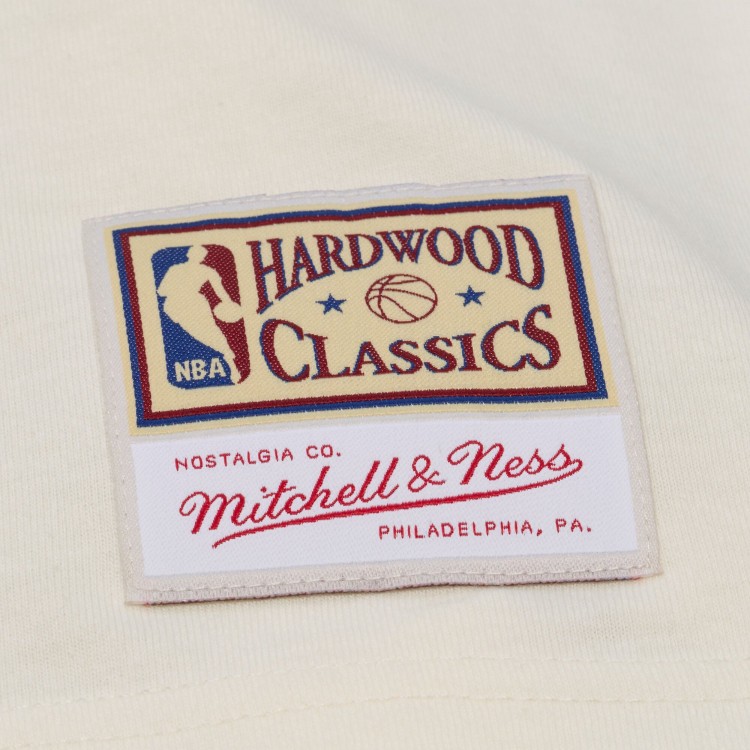 HARDWOOD
CLASSICS
NBA
NOSTALGIA CO.
Mitchell & Ness
PHILADELPHIA, PA.